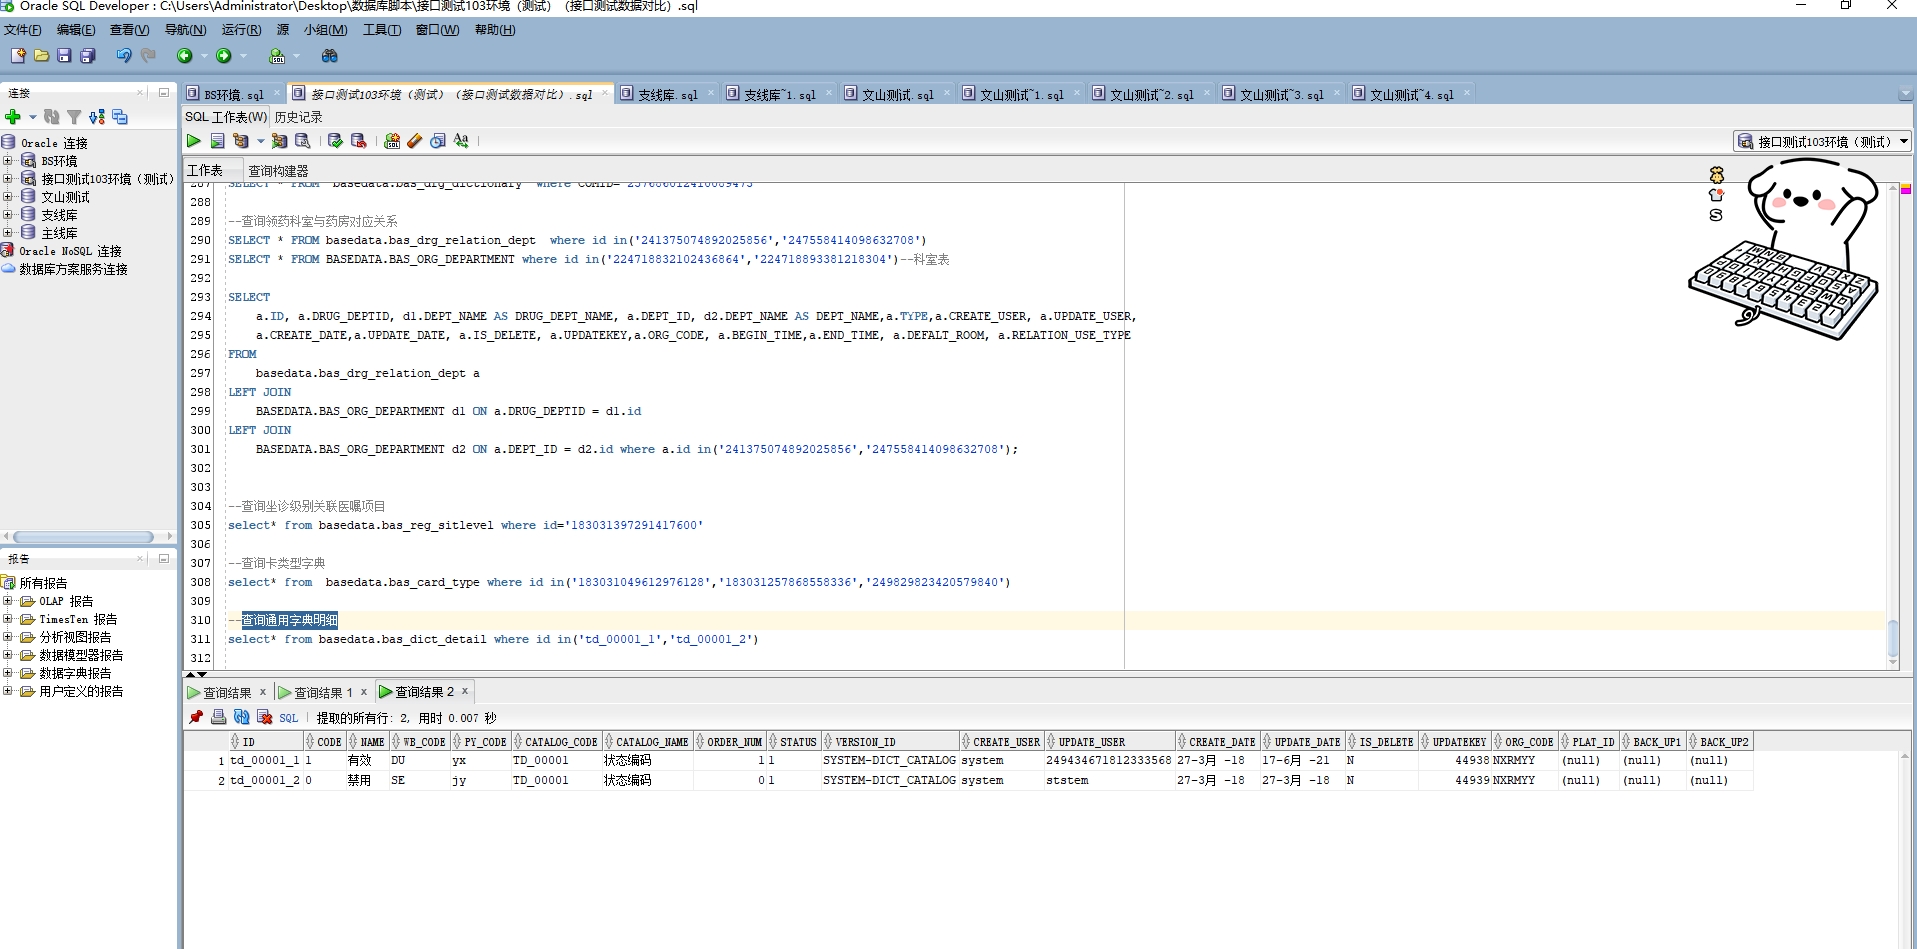 Oracle SQL Developer : C:\Users\Administrator\Desktop\数据库脚本\接口测试103环境（测试）（接口测试数据对比）.sql
文件(F) 编辑(E) 查看(V) 导航(N) 运行(R) 源 小组(M) 工具(T) 窗口(W) 帮助(H)
连接
Oracle 连接
BS环境
接口测试103环境（测试）
文山测试
支线库
主线库
Oracle NoSQL 连接
数据库方案服务连接
报告
所有报告
OLAP 报告
TimesTen 报告
分析视图报告
数据模型器报告
数据字典报告
用户定义的报告
BS环境.sql 接口测试103环境（测试）（接口测试数据对比）.sql 支线库.sql 支线库~1.sql 文山测试.sql 文山测试~1.sql 文山测试~2.sql 文山测试~3.sql 文山测试~4.sql
SQL 工作表(W) 历史记录
接口测试103环境（测试）
工作表 查询构建器
287 SELECT * FROM basedata.bas_drg_dictionary where COMID='237686012410089473'
288
289 --查询领药科室与药房对应关系
290 SELECT * FROM basedata.bas_drg_relation_dept where id in('241375074892025856','247558414098632708')
291 SELECT * FROM BASEDATA.BAS_ORG_DEPARTMENT where id in('224718832102436864','224718893381218304')--科室表
292
293 SELECT
294 a.ID, a.DRUG_DEPTID, d1.DEPT_NAME AS DRUG_DEPT_NAME, a.DEPT_ID, d2.DEPT_NAME AS DEPT_NAME,a.TYPE,a.CREATE_USER, a.UPDATE_USER,
295 a.CREATE_DATE,a.UPDATE_DATE, a.IS_DELETE, a.UPDATEKEY,a.ORG_CODE, a.BEGIN_TIME,a.END_TIME, a.DEFALT_ROOM, a.RELATION_USE_TYPE
296 FROM
297 basedata.bas_drg_relation_dept a
298 LEFT JOIN
299 BASEDATA.BAS_ORG_DEPARTMENT d1 ON a.DRUG_DEPTID = d1.id
300 LEFT JOIN
301 BASEDATA.BAS_ORG_DEPARTMENT d2 ON a.DEPT_ID = d2.id where a.id in('241375074892025856','247558414098632708');
302
303
304 --查询坐诊级别关联医嘱项目
305 select* from basedata.bas_reg_sitlevel where id='183031397291417600'
306
307 --查询卡类型字典
308 select* from basedata.bas_card_type where id in('183031049612976128','183031257868558336','249829823420579840')
309
310 --查询通用字典明细
311 select* from basedata.bas_dict_detail where id in('td_00001_1','td_00001_2')
312
查询结果 查询结果 1 查询结果 2
SQL 提取的所有行: 2, 用时 0.007 秒
ID CODE NAME WB_CODE PY_CODE CATALOG_CODE CATALOG_NAME ORDER_NUM STATUS VERSION_ID CREATE_USER UPDATE_USER CREATE_DATE UPDATE_DATE IS_DELETE UPDATEKEY ORG_CODE PLAT_ID BACK_UP1 BACK_UP2
1 td_00001_1 1 有效 DU yx TD_00001 状态编码 1 1 SYSTEM-DICT_CATALOG system 249434671812333568 27-3月 -18 17-6月 -21 N 44938 NXRMYY (null) (null) (null)
2 td_00001_2 0 禁用 SE jy TD_00001 状态编码 0 1 SYSTEM-DICT_CATALOG system ststem 27-3月 -18 27-3月 -18 N 44939 NXRMYY (null) (null) (null)